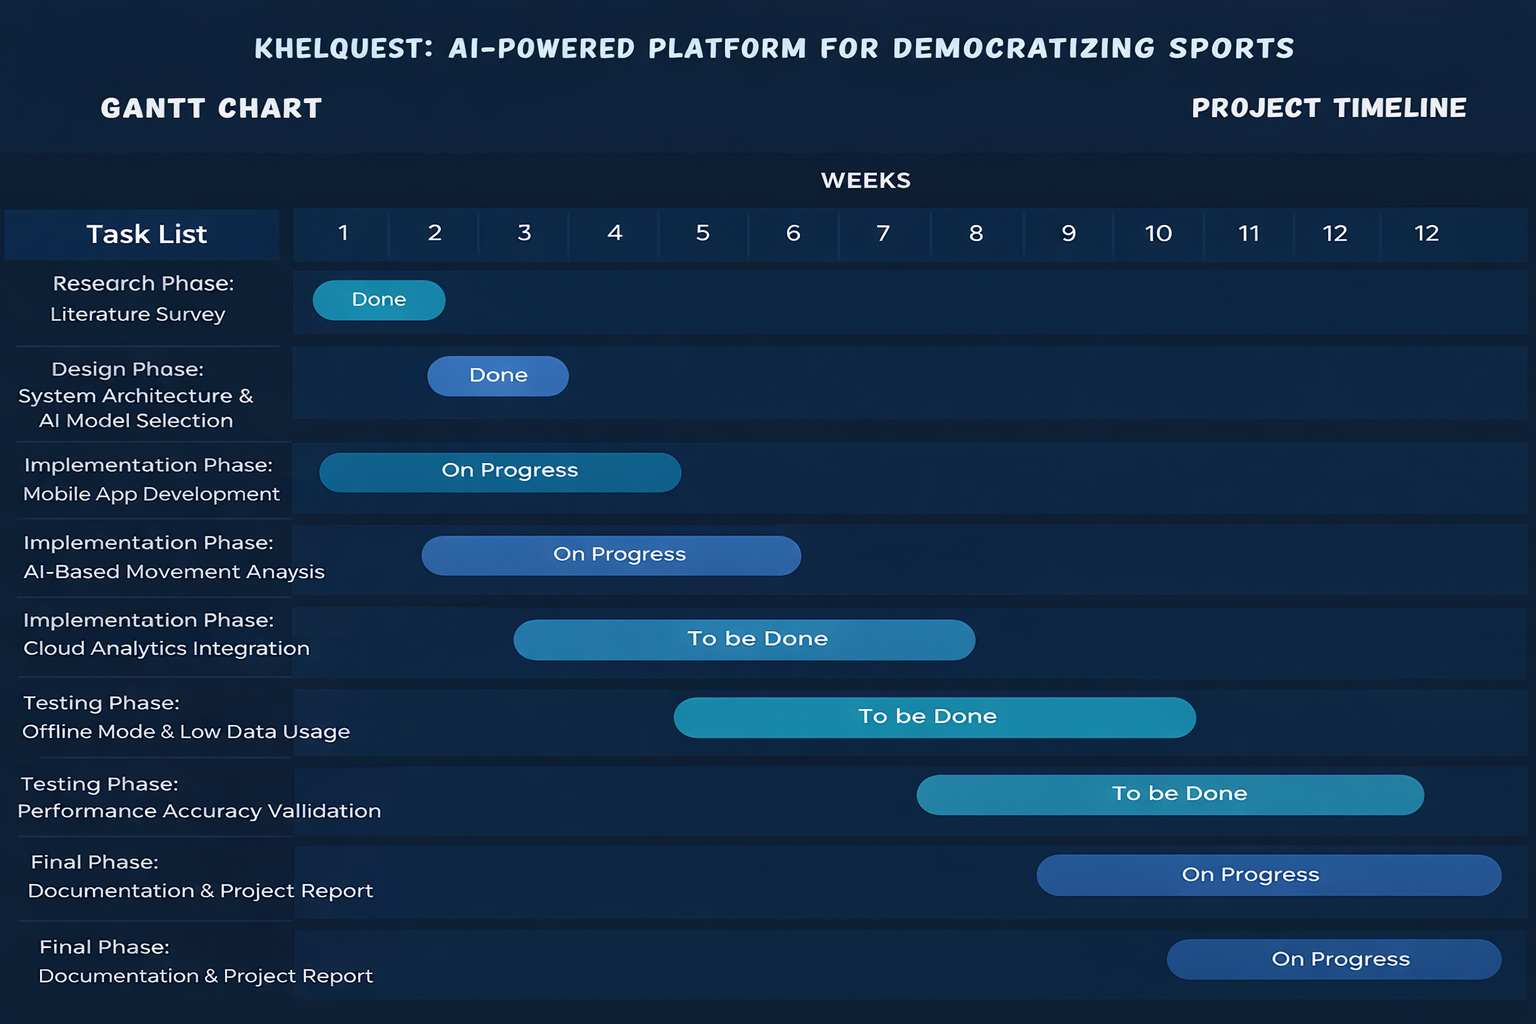 KHELQUEST: AI-POWERED PLATFORM FOR DEMOCRATIZING SPORTS
GANTT CHART
PROJECT TIMELINE
WEEKS
Task List 1 2 3 4 5 6 7 8 9 10 11 12 12
Research Phase:
Literature Survey
Done
Design Phase:
System Architecture &
AI Model Selection
Done
Implementation Phase:
Mobile App Development
On Progress
Implementation Phase:
AI-Based Movement Anaysis
On Progress
Implementation Phase:
Cloud Analytics Integration
To be Done
Testing Phase:
Offline Mode & Low Data Usage
To be Done
Testing Phase:
Performance Accuracy Vallidation
To be Done
Final Phase:
Documentation & Project Report
On Progress
Final Phase:
Documentation & Project Report
On Progress